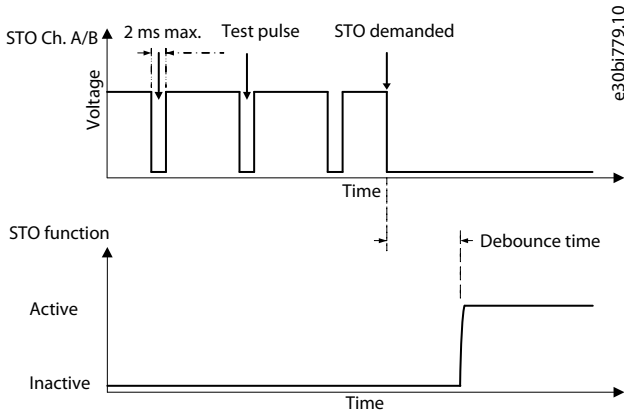 STO Ch. A/B
2 ms max.
Test pulse
STO demanded
Voltage
Time
e30bj779.10
STO function
Debounce time
Active
Inactive
Time